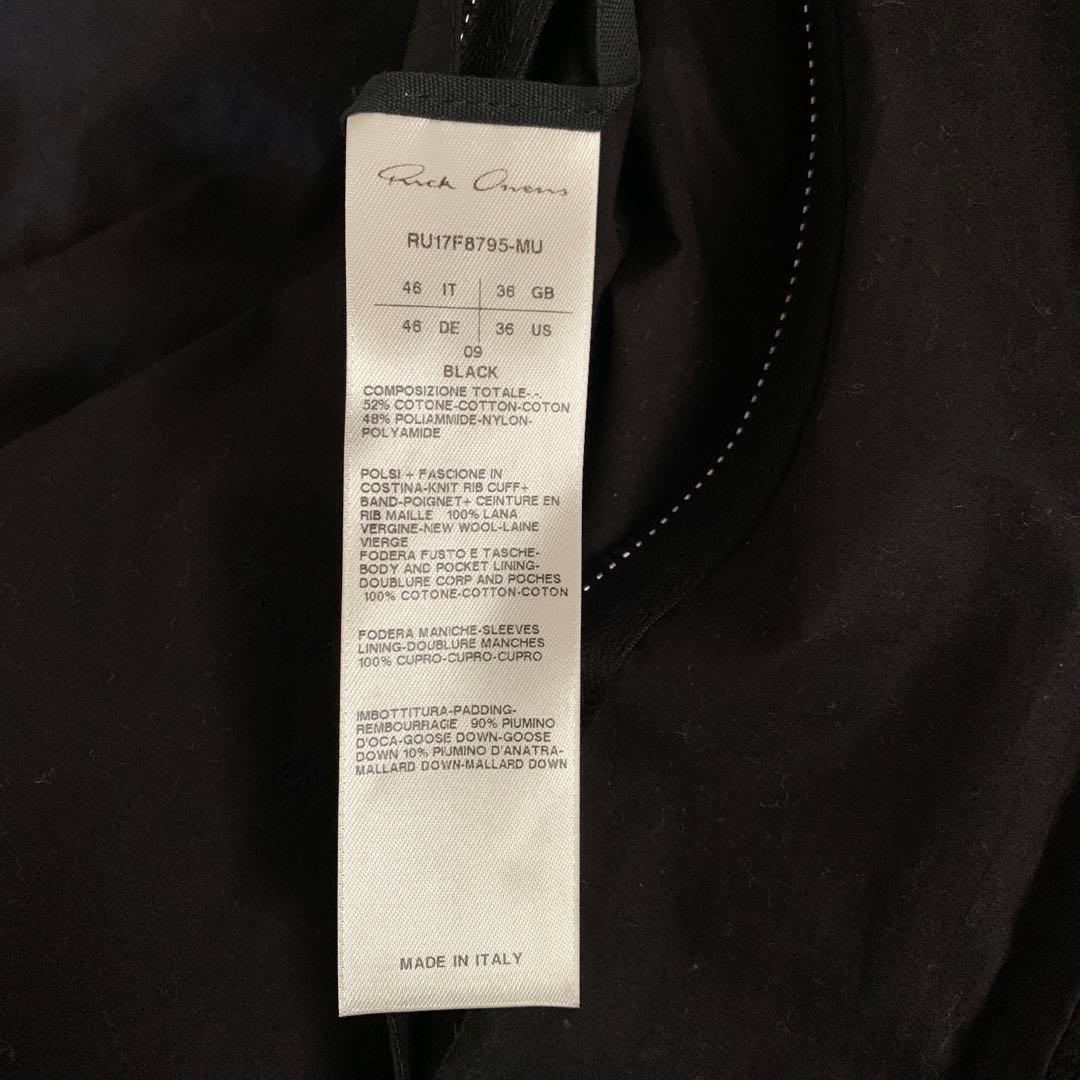 Rick Owens
RU17F8795-MU
46 IT 36 GB
46 DE 36 US
09
BLACK
COMPOSIZIONE TOTALE-.-.
52% COTONE-COTTON-COTON
48% POLIAMMIDE-NYLON-
POLYAMIDE
POLSI + FASCIONE IN
COSTINA-KNIT RIB CUFF+
BAND-POIGNET+ CEINTURE EN
RIB MAILLE 100% LANA
VERGINE-NEW WOOL-LAINE
VIERGE
FODERA FUSTO E TASCHE-
BODY AND POCKET LINING-
DOUBLURE CORP AND POCHES
100% COTONE-COTTON-COTON
FODERA MANICHE-SLEEVES
LINING-DOUBLURE MANCHES
100% CUPRO-CUPRO-CUPRO
IMBOTTITURA-PADDING-
REMBOURRAGE 90% PIUMINO
D'OCA-GOOSE DOWN-GOOSE
DOWN 10% PIUMINO D'ANATRA-
MALLARD DOWN-MALLARD DOWN
MADE IN ITALY